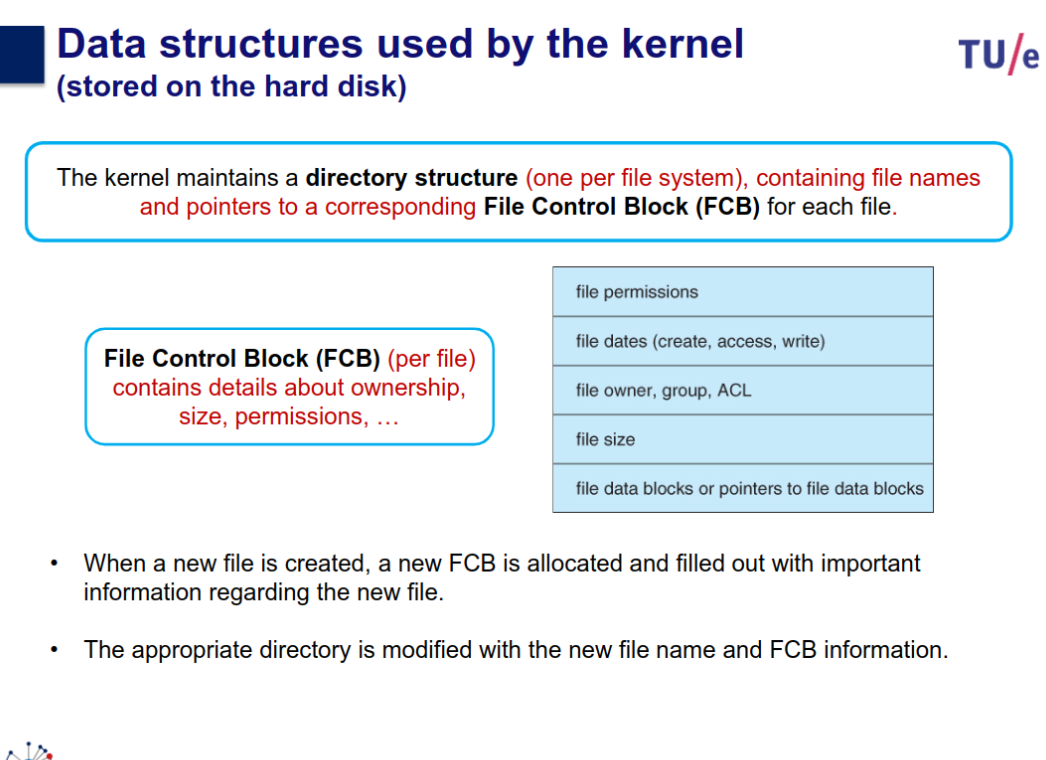 Data structures used by the kernel
(stored on the hard disk)
TU/e
The kernel maintains a directory structure (one per file system), containing file names
and pointers to a corresponding File Control Block (FCB) for each file.
File Control Block (FCB) (per file)
contains details about ownership,
size, permissions, …
file permissions
file dates (create, access, write)
file owner, group, ACL
file size
file data blocks or pointers to file data blocks
• When a new file is created, a new FCB is allocated and filled out with important
information regarding the new file.
• The appropriate directory is modified with the new file name and FCB information.